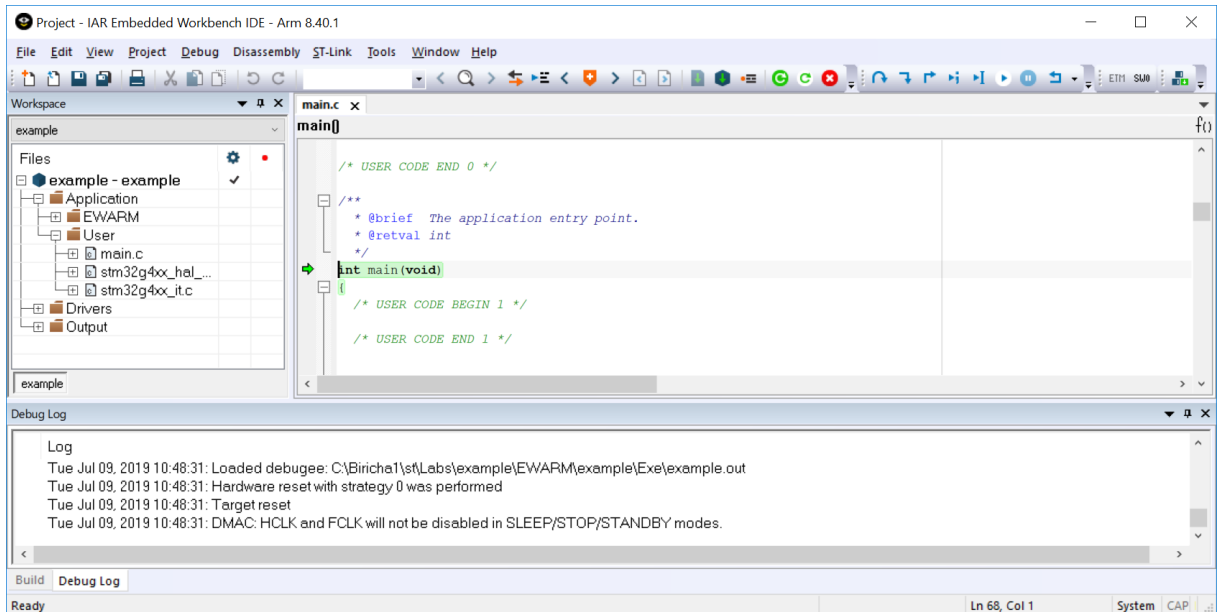 Project - IAR Embedded Workbench IDE - Arm 8.40.1
File Edit View Project Debug Disassembly ST-Link Tools Window Help
ETM SWO
Workspace
example
Files
example - example
Application
EWARM
User
main.c
stm32g4xx_hal_...
stm32g4xx_it.c
Drivers
Output
example
main.c
main()
f()
/* USER CODE END 0 */
/**
* @brief The application entry point.
* @retval int
*/
int main(void)
{
/* USER CODE BEGIN 1 */
/* USER CODE END 1 */
Debug Log
Log
Tue Jul 09, 2019 10:48:31: Loaded debugee: C:\Biricha1\st\Labs\example\EWARM\example\Exe\example.out
Tue Jul 09, 2019 10:48:31: Hardware reset with strategy 0 was performed
Tue Jul 09, 2019 10:48:31: Target reset
Tue Jul 09, 2019 10:48:31: DMAC: HCLK and FCLK will not be disabled in SLEEP/STOP/STANDBY modes.
Build Debug Log
Ready Ln 68, Col 1 System CAP